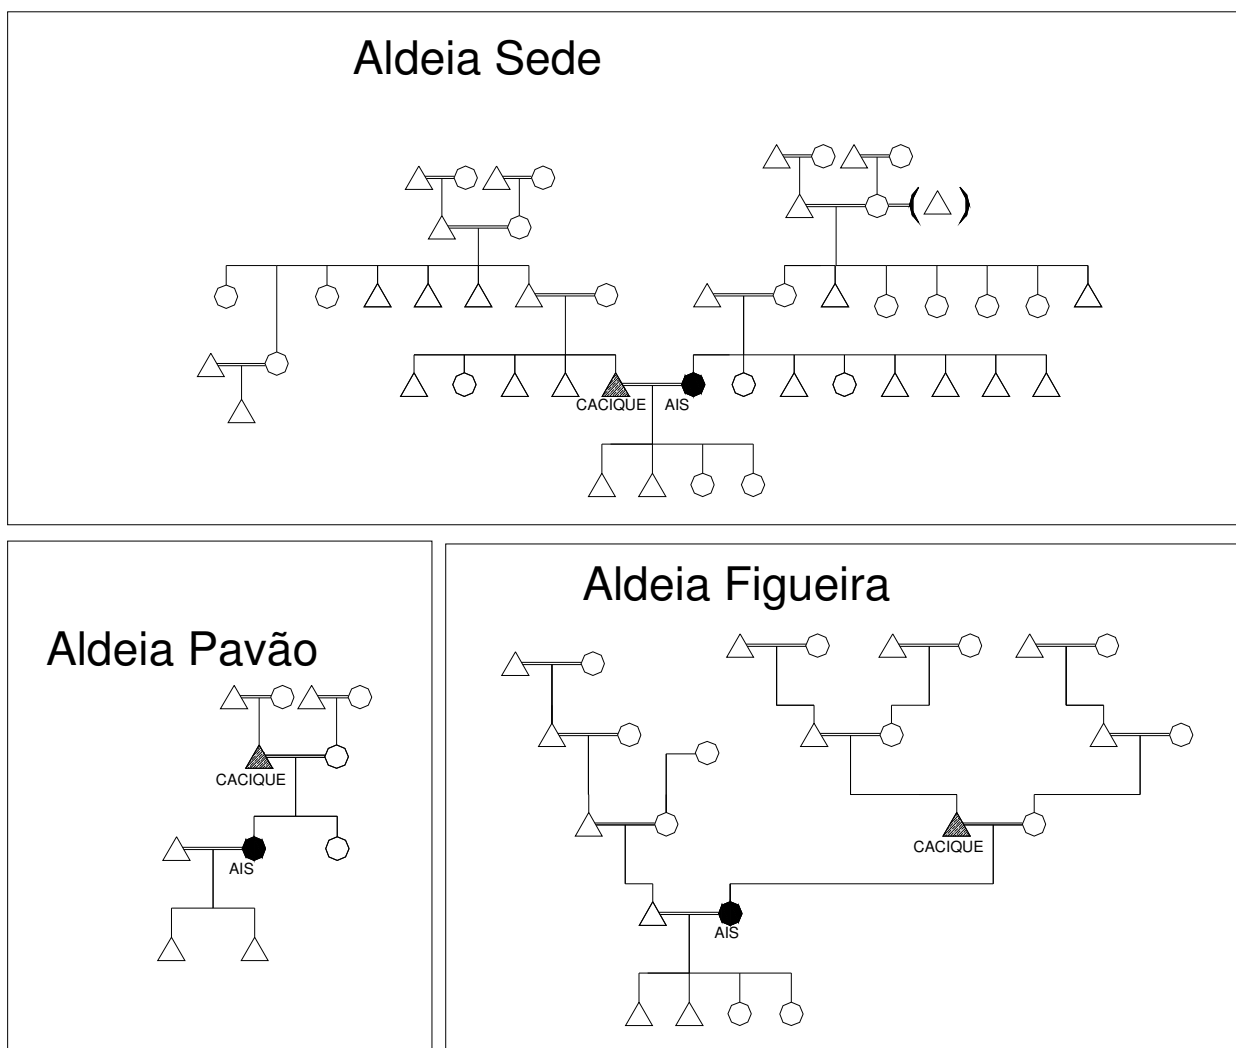 Aldeia Sede
CACIQUE AIS
Aldeia Pavão
CACIQUE
AIS
Aldeia Figueira
CACIQUE
AIS